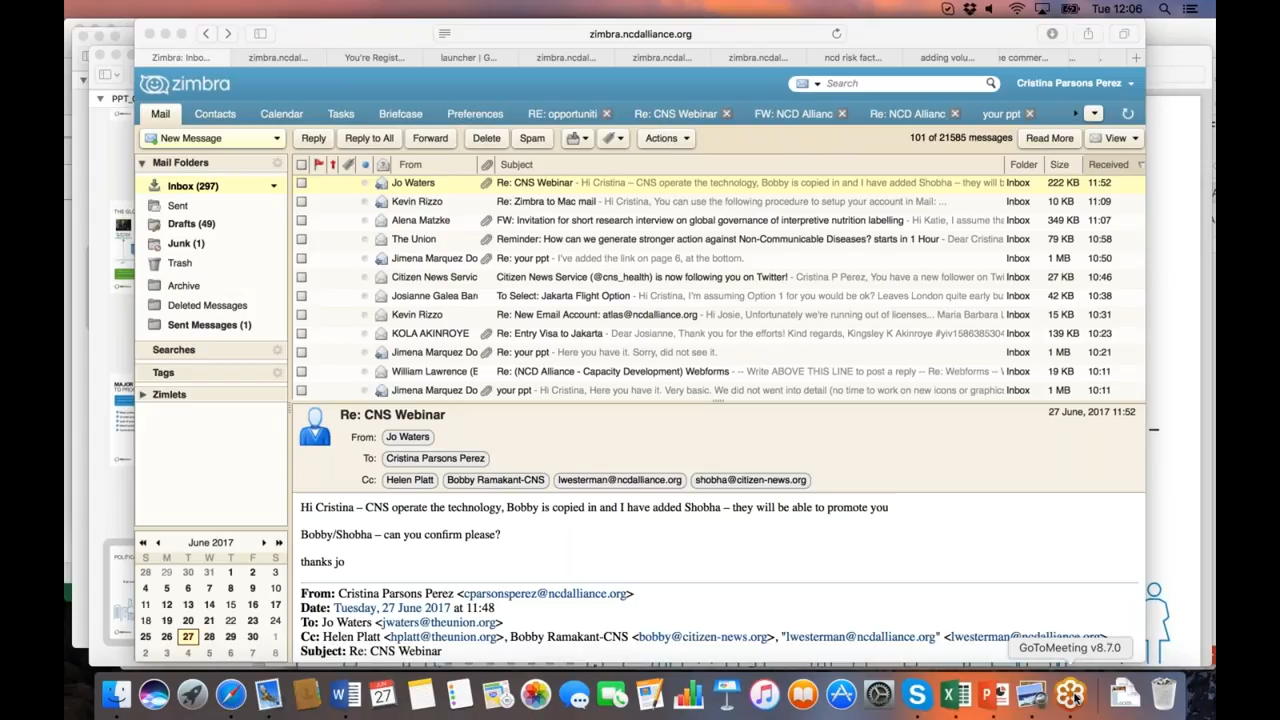 Tue 12:06
zimbra.ncdalliance.org
Zimbra: Inbo... zimbra.ncdal... You're Regist... launcher | G... zimbra.ncdal... zimbra.ncdal... ncd risk fact... adding volu... e commer...
zimbra Search Cristina Parsons Perez
Mail Contacts Calendar Tasks Briefcase Preferences RE: opportuniti Re: CNS Webinar FW: NCD Allianc Re: NCD Allianc your ppt
New Message Reply Reply to All Forward Delete Spam Actions 101 of 21585 messages Read More View
Mail Folders
Inbox (297)
Sent
Drafts (49)
Junk (1)
Trash
Archive
Deleted Messages
Sent Messages (1)
Searches
Tags
Zimlets
From Subject Folder Size Received
Jo Waters Re: CNS Webinar - Hi Cristina – CNS operate the technology, Bobby is copied in and I have added Shobha – they will b Inbox 222 KB 11:52
Kevin Rizzo Re: Zimbra to Mac mail - Hi Cristina, You can use the following procedure to setup your account in Mail: ... Inbox 10 KB 11:09
Alena Matzke FW: Invitation for short research interview on global governance of interpretive nutrition labelling - Hi Katie, I assume tha Inbox 349 KB 11:07
The Union Reminder: How can we generate stronger action against Non-Communicable Diseases? starts in 1 Hour - Dear Cristina Inbox 79 KB 10:58
Jimena Marquez Do Re: your ppt - I've added the link on page 6, at the bottom. Inbox 1 MB 10:50
Citizen News Servic Citizen News Service (@cns_health) is now following you on Twitter! - Cristina P Perez, You have a new follower on Twi Inbox 27 KB 10:46
Josianne Galea Bar To Select: Jakarta Flight Option - Hi Cristina, I'm assuming Option 1 for you would be ok? Leaves London quite early bu Inbox 42 KB 10:38
Kevin Rizzo Re: New Email Account: atlas@ncdalliance.org - Hi Josie, Unfortunately we're running out of licenses... Maria Barbara L Inbox 15 KB 10:31
KOLA AKINROYE Re: Entry Visa to Jakarta - Dear Josianne, Thank you for the efforts! Kind regards, Kingsley K Akinroye #yiv1586385304 Inbox 139 KB 10:23
Jimena Marquez Do Re: your ppt - Here you have it. Sorry, did not see it. Inbox 1 MB 10:21
William Lawrence (E Re: (NCD Alliance - Capacity Development) Webforms - -- Write ABOVE THIS LINE to post a reply -- Re: Webforms – V Inbox 19 KB 10:11
Jimena Marquez Do your ppt - Hi Cristina, Here you have it. Very basic. We did not went into detail (no time to work on new icons or graphic Inbox 1 MB 10:11
Re: CNS Webinar 27 June, 2017 11:52
From: Jo Waters
To: Cristina Parsons Perez
Cc: Helen Platt Bobby Ramakant-CNS lwesterman@ncdalliance.org shobha@citizen-news.org
Hi Cristina – CNS operate the technology, Bobby is copied in and I have added Shobha – they will be able to promote you
Bobby/Shobha – can you confirm please?
thanks jo
From: Cristina Parsons Perez <cparsonsperez@ncdalliance.org>
Date: Tuesday, 27 June 2017 at 11:48
To: Jo Waters <jwaters@theunion.org>
Cc: Helen Platt <hplatt@theunion.org>, Bobby Ramakant-CNS <bobby@citizen-news.org>, "lwesterman@ncdalliance.org" <lwesterman@ncdalliance.org>
Subject: Re: CNS Webinar
June 2017
S M T W T F S
28 29 30 31 1 2 3
4 5 6 7 8 9 10
11 12 13 14 15 16 17
18 19 20 21 22 23 24
25 26 27 28 29 30 1
2 3 4 5 6 7 8
GoToMeeting v8.7.0